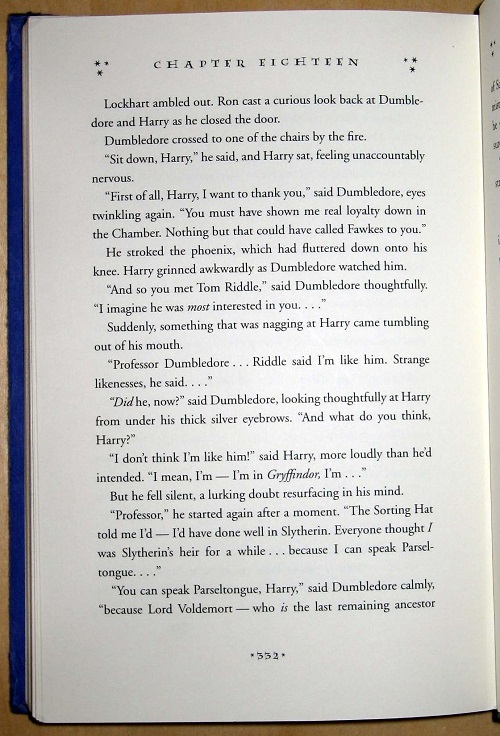 CHAPTER EIGHTEEN
Lockhart ambled out. Ron cast a curious look back at Dumble-
dore and Harry as he closed the door.
Dumbledore crossed to one of the chairs by the fire.
“Sit down, Harry,” he said, and Harry sat, feeling unaccountably
nervous.
“First of all, Harry, I want to thank you,” said Dumbledore, eyes
twinkling again. “You must have shown me real loyalty down in
the Chamber. Nothing but that could have called Fawkes to you.”
He stroked the phoenix, which had fluttered down onto his
knee. Harry grinned awkwardly as Dumbledore watched him.
“And so you met Tom Riddle,” said Dumbledore thoughtfully.
“I imagine he was most interested in you. . . .”
Suddenly, something that was nagging at Harry came tumbling
out of his mouth.
“Professor Dumbledore . . . Riddle said I’m like him. Strange
likenesses, he said. . . .”
“Did he, now?” said Dumbledore, looking thoughtfully at Harry
from under his thick silver eyebrows. “And what do you think,
Harry?”
“I don’t think I’m like him!” said Harry, more loudly than he’d
intended. “I mean, I’m — I’m in Gryffindor, I’m . . .”
But he fell silent, a lurking doubt resurfacing in his mind.
“Professor,” he started again after a moment. “The Sorting Hat
told me I’d — I’d have done well in Slytherin. Everyone thought I
was Slytherin’s heir for a while . . . because I can speak Parsel-
tongue. . . .”
“You can speak Parseltongue, Harry,” said Dumbledore calmly,
“because Lord Voldemort — who is the last remaining ancestor
*332*